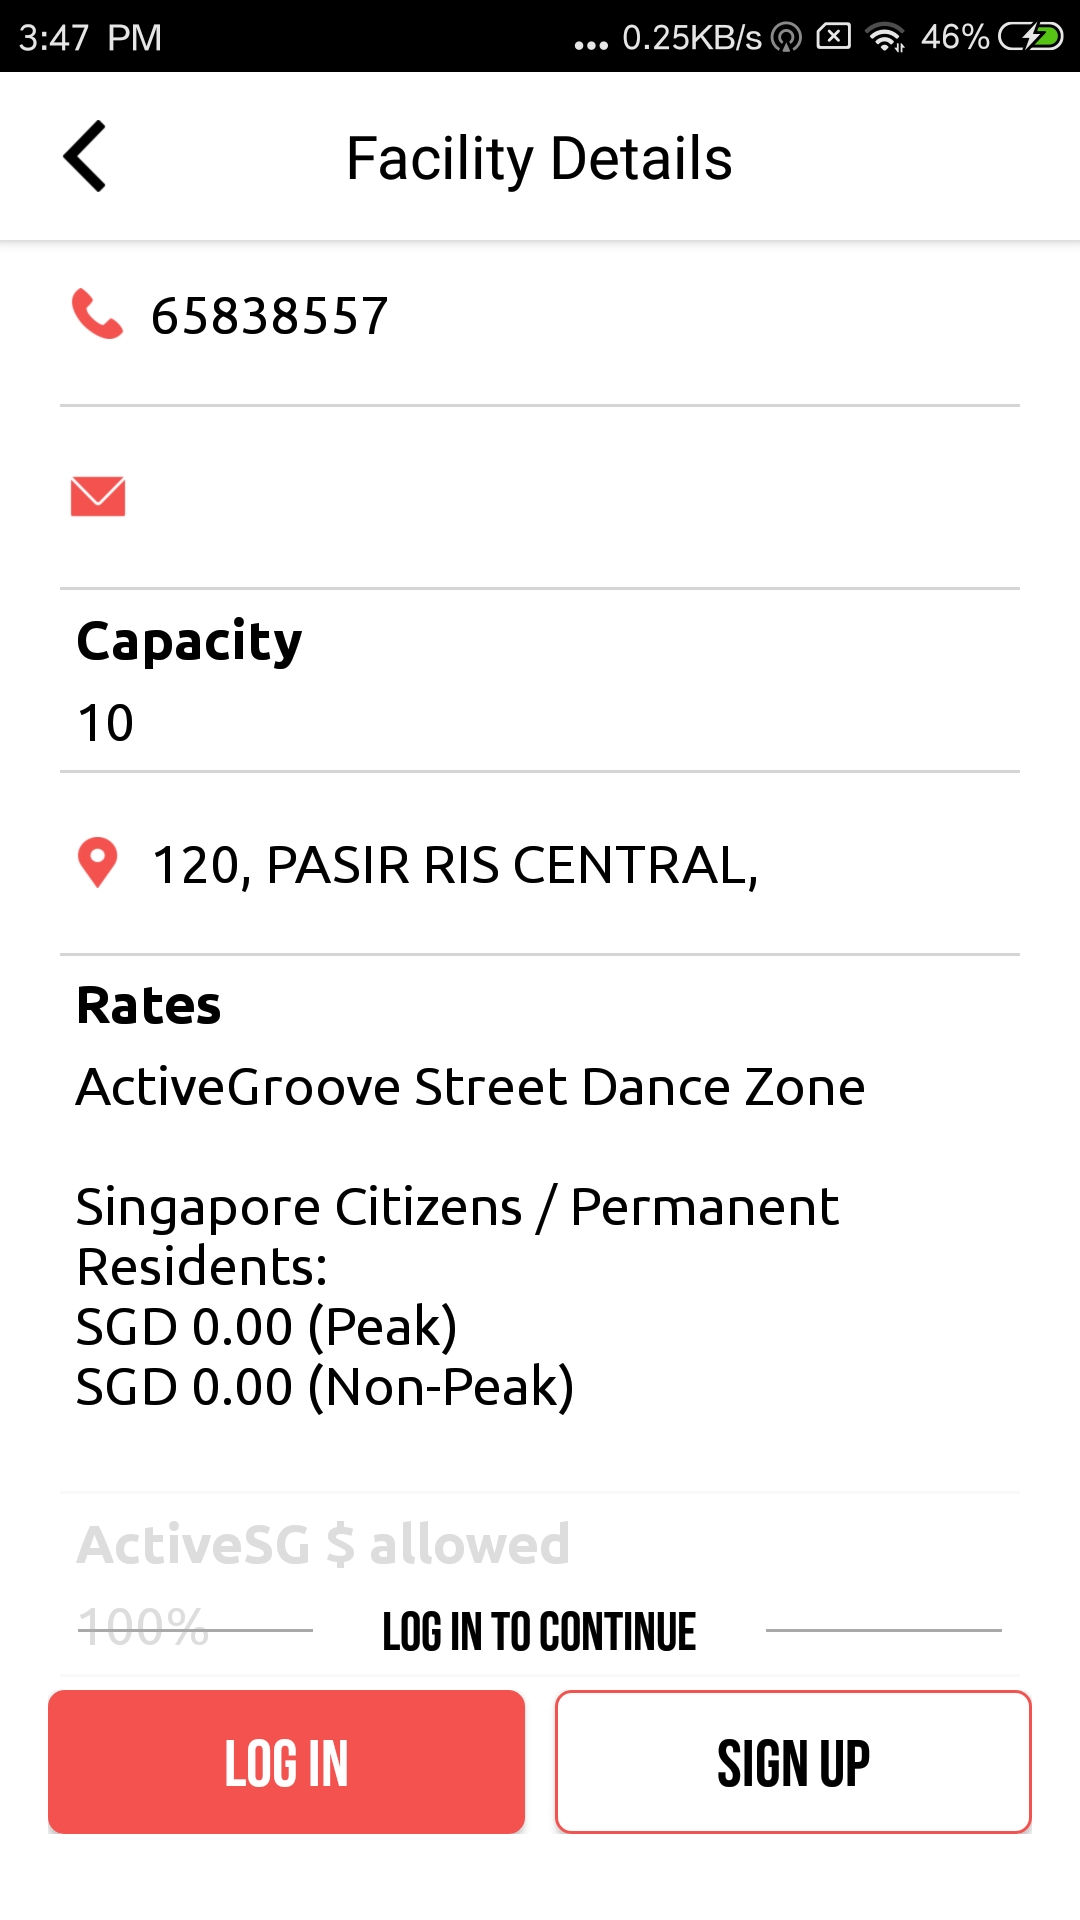 3:47 PM
... 0.25KB/s 46%
Facility Details
65838557
Capacity
10
120, PASIR RIS CENTRAL,
Rates
ActiveGroove Street Dance Zone
Singapore Citizens / Permanent
Residents:
SGD 0.00 (Peak)
SGD 0.00 (Non-Peak)
ActiveSG $ allowed
100%
LOG IN TO CONTINUE
LOG IN
SIGN UP